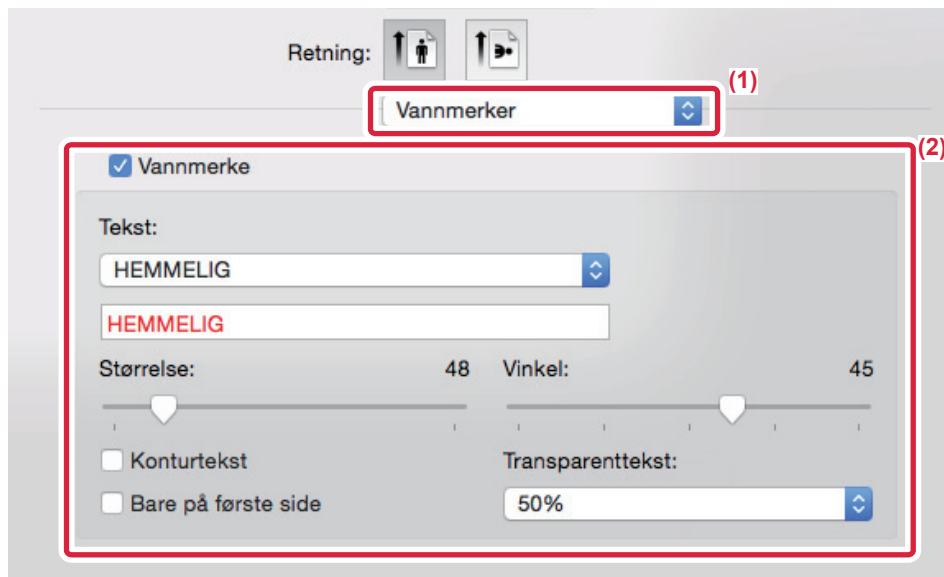 Retning:
(1)
Vannmerker
(2)
Vannmerke
Tekst:
HEMMELIG
HEMMELIG
Størrelse: 48 Vinkel: 45
Konturtekst Transparenttekst:
Bare på første side 50%